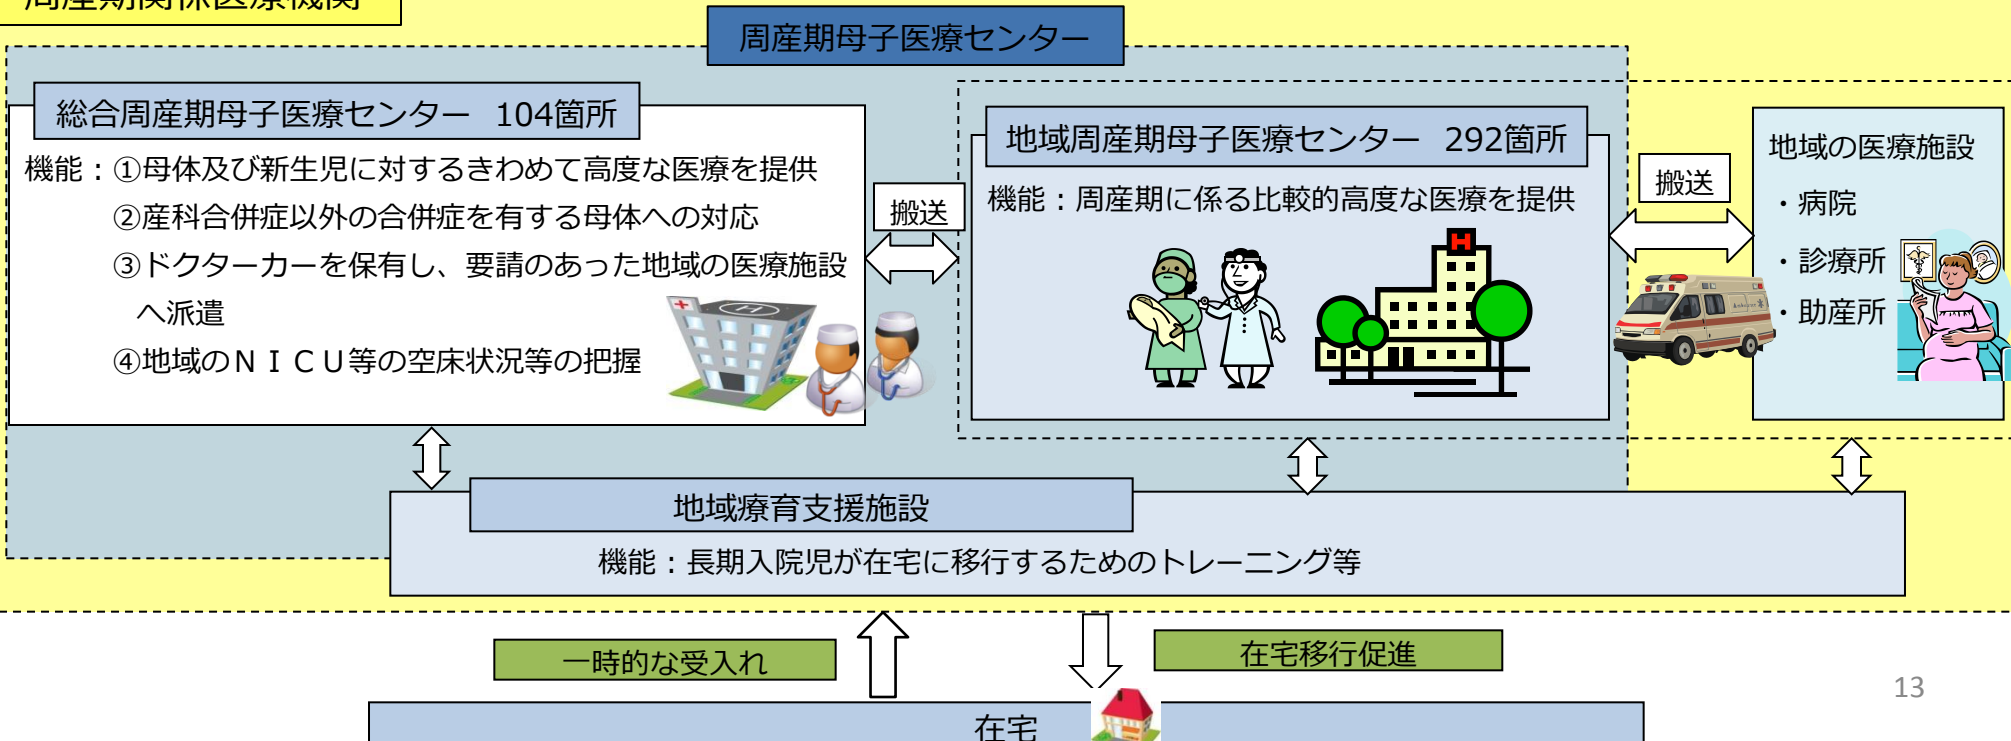 周産期関係医療機関
周産期母子医療センター
総合周産期母子医療センター 104箇所
機能：①母体及び新生児に対するきわめて高度な医療を提供
②産科合併症以外の合併症を有する母体への対応
③ドクターカーを保有し、要請のあった地域の医療施設
へ派遣
④地域のＮＩＣＵ等の空床状況等の把握
搬送
地域周産期母子医療センター 292箇所
機能：周産期に係る比較的高度な医療を提供
H
搬送
地域の医療施設
・病院
・診療所
・助産所
地域療育支援施設
機能：長期入院児が在宅に移行するためのトレーニング等
一時的な受入れ
在宅移行促進
在宅
13